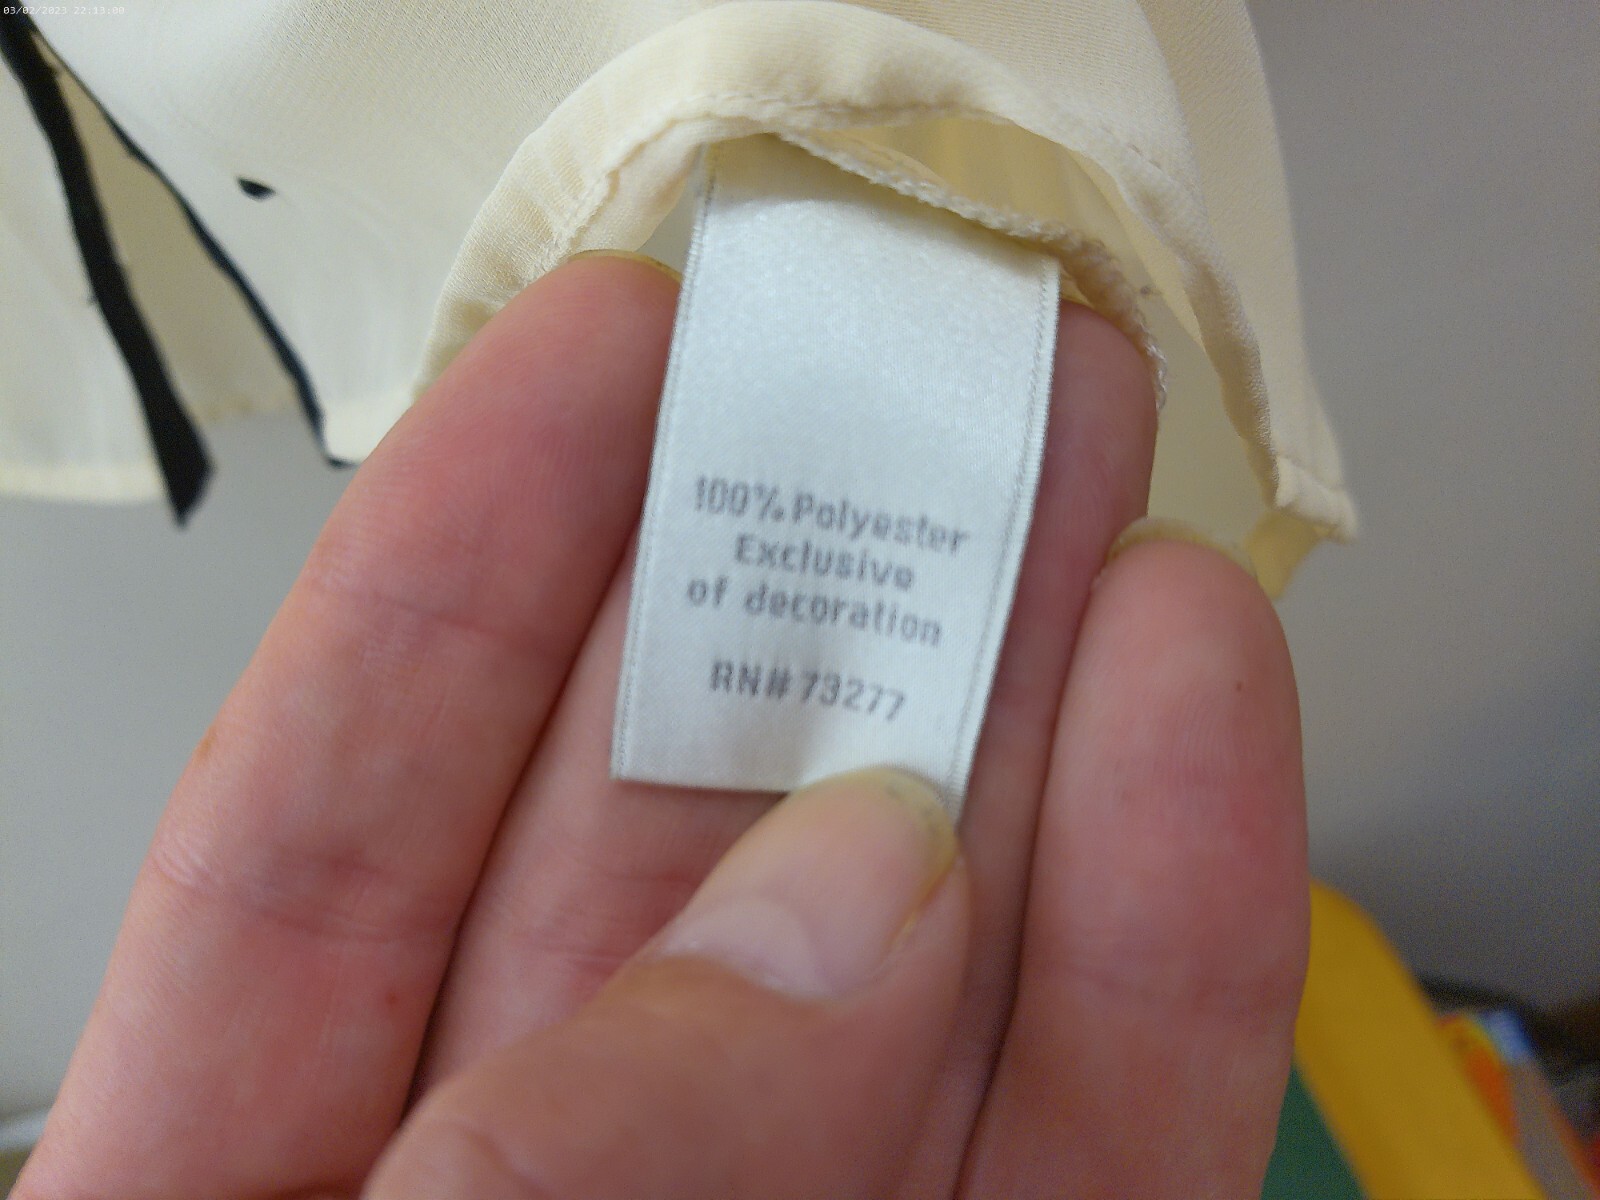 03/02/2023 22:13:00
100% Polyester
Exclusive
of decoration
RN# 73277